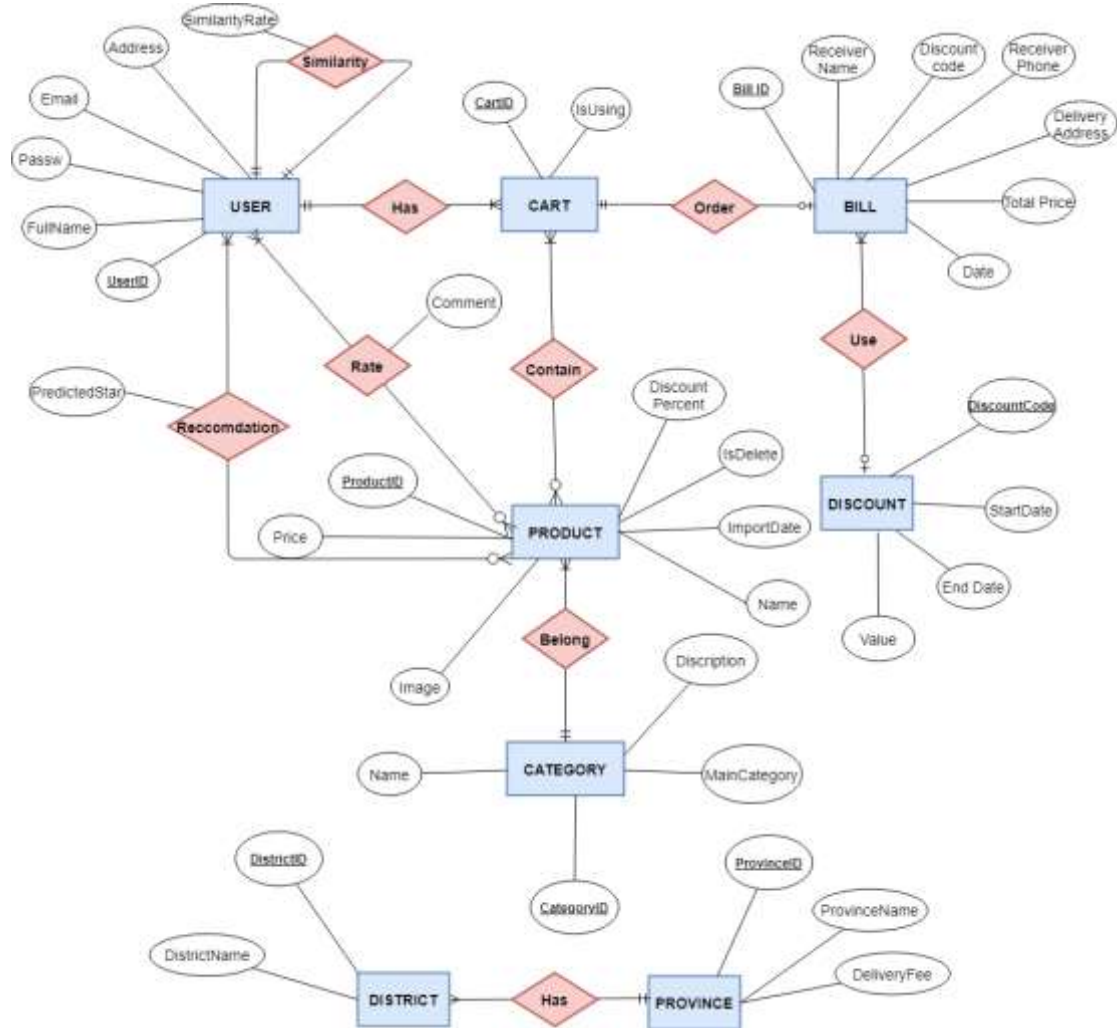 SimilarityRate
Similarity
Address
Email
Passw
FullName
UserID
USER
Has
CartID
IsUsing
CART
Order
Bill ID
Receiver
Name
Discount
code
Receiver
Phone
Delivery
Address
Total Price
Date
BILL
Use
Comment
Rate
Contain
PredictedStar
Reccomdation
Discount
Percent
IsDelete
ImportDate
Name
ProductID
Price
PRODUCT
Image
DiscountCode
StartDate
End Date
Value
DISCOUNT
Belong
Discription
Name
CATEGORY
MainCategory
CategoryID
DistrictID
DistrictName
DISTRICT
Has
ProvinceID
ProvinceName
DeliveryFee
PROVINCE